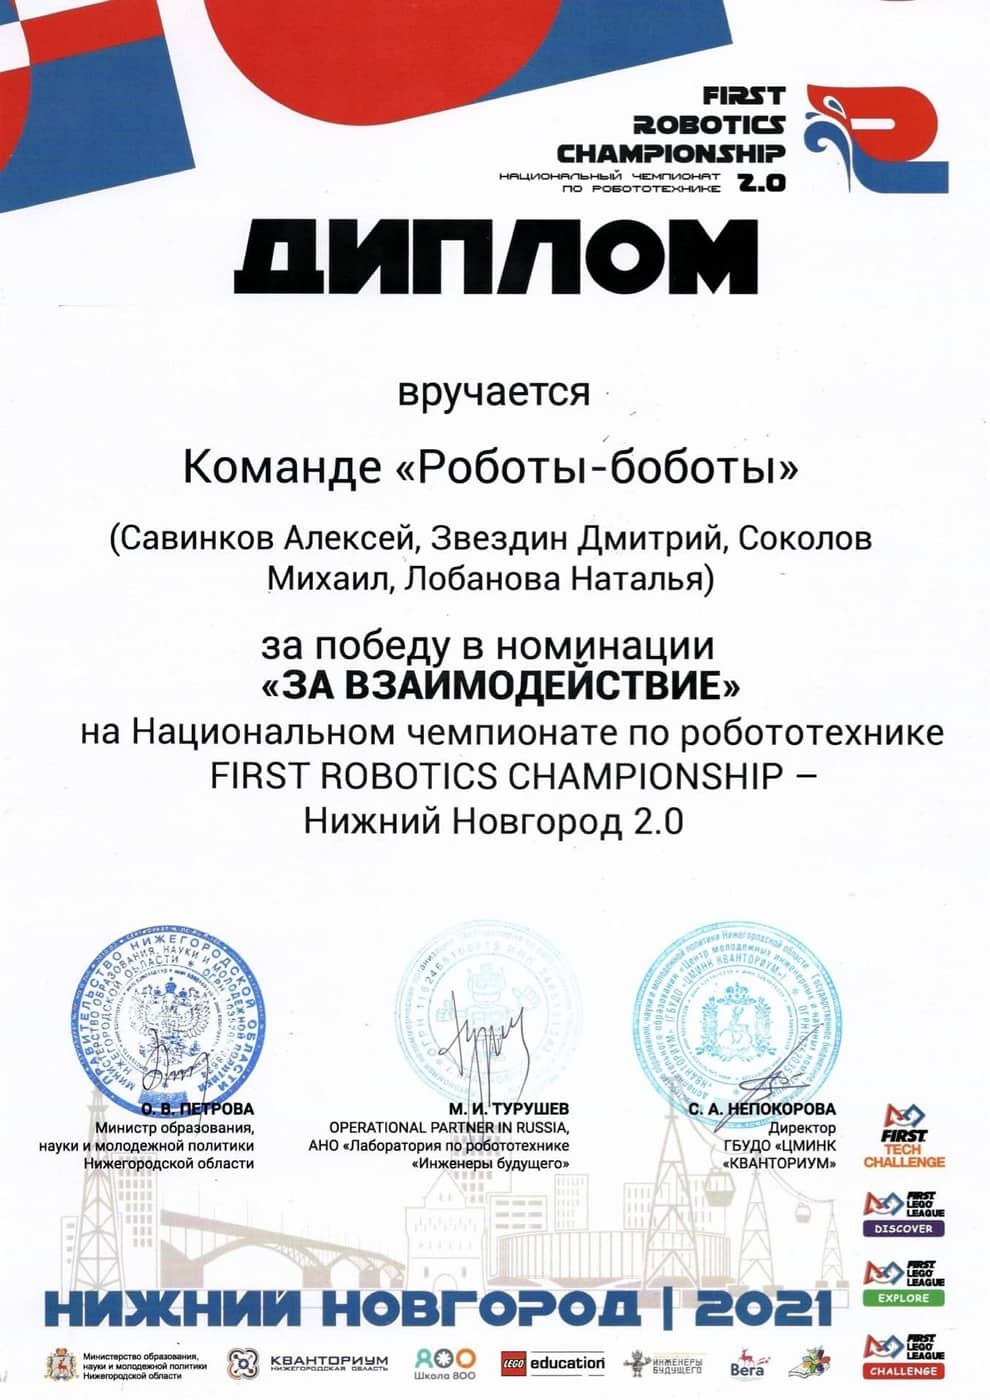 FIRST
ROBOTICS
CHAMPIONSHIP
НАЦИОНАЛЬНЫЙ ЧЕМПИОНАТ
ПО РОБОТОТЕХНИКЕ 2.0
ДИПЛОМ
вручается
Команде «Роботы-боботы»
(Савинков Алексей, Звездин Дмитрий, Соколов
Михаил, Лобанова Наталья)
за победу в номинации
«ЗА ВЗАИМОДЕЙСТВИЕ»
на Национальном чемпионате по робототехнике
FIRST ROBOTICS CHAMPIONSHIP –
Нижний Новгород 2.0
О. В. ПЕТРОВА
Министр образования,
науки и молодежной политики
Нижегородской области
М. И. ТУРУШЕВ
OPERATIONAL PARTNER IN RUSSIA,
АНО «Лаборатория по робототехнике
«Инженеры будущего»
С. А. НЕПОКОРОВА
Директор
ГБУДО «ЦМИНК
«КВАНТОРИУМ»
FIRST
TECH
CHALLENGE
FIRST
LEGO
LEAGUE
DISCOVER
FIRST
LEGO
LEAGUE
EXPLORE
FIRST
LEGO
LEAGUE
CHALLENGE
НИЖНИЙ НОВГОРОД | 2021
Министерство образования,
науки и молодежной политики
Нижегородской области
КВАНТОРИУМ
НИЖЕГОРОДСКАЯ ОБЛАСТЬ
800
Школа 800
LEGO education
ИНЖЕНЕРЫ
БУДУЩЕГО
Вега